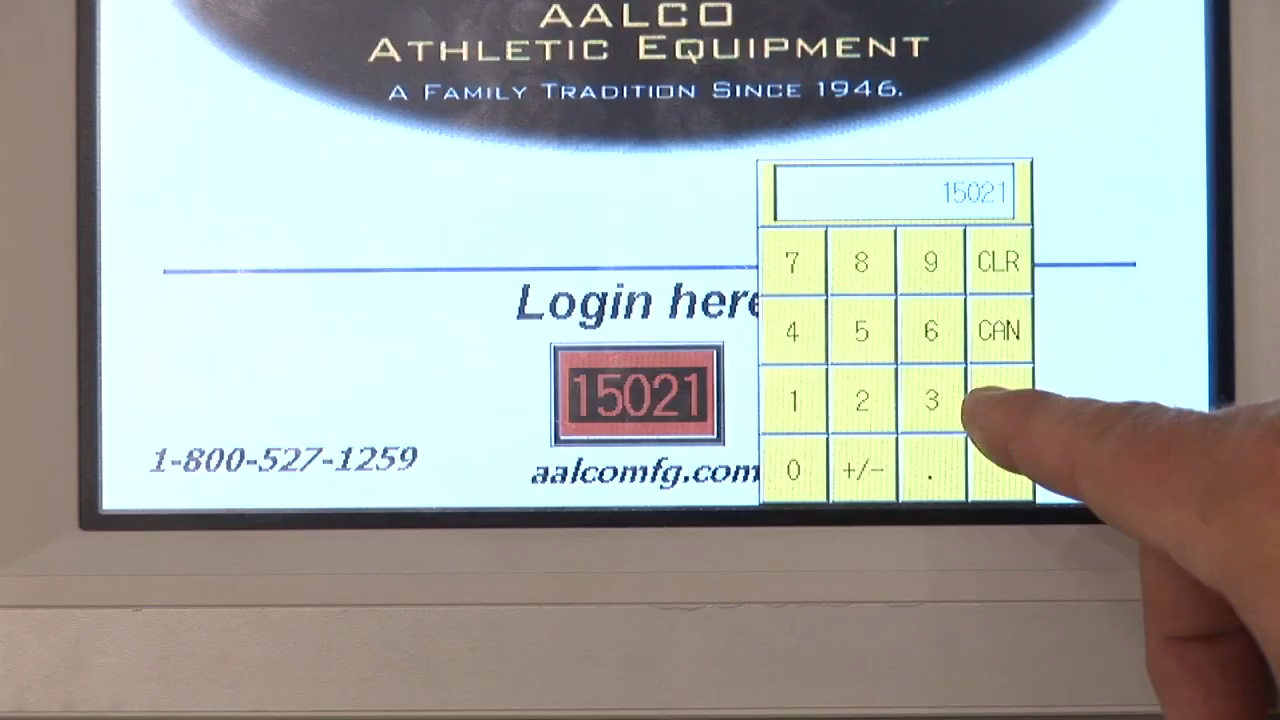 AALCO
ATHLETIC EQUIPMENT
A FAMILY TRADITION SINCE 1946.
15021
7 8 9 CLR
Login here
4 5 6 CAN
15021
1 2 3
1-800-527-1259
aalcomfg.com
0 +/- .